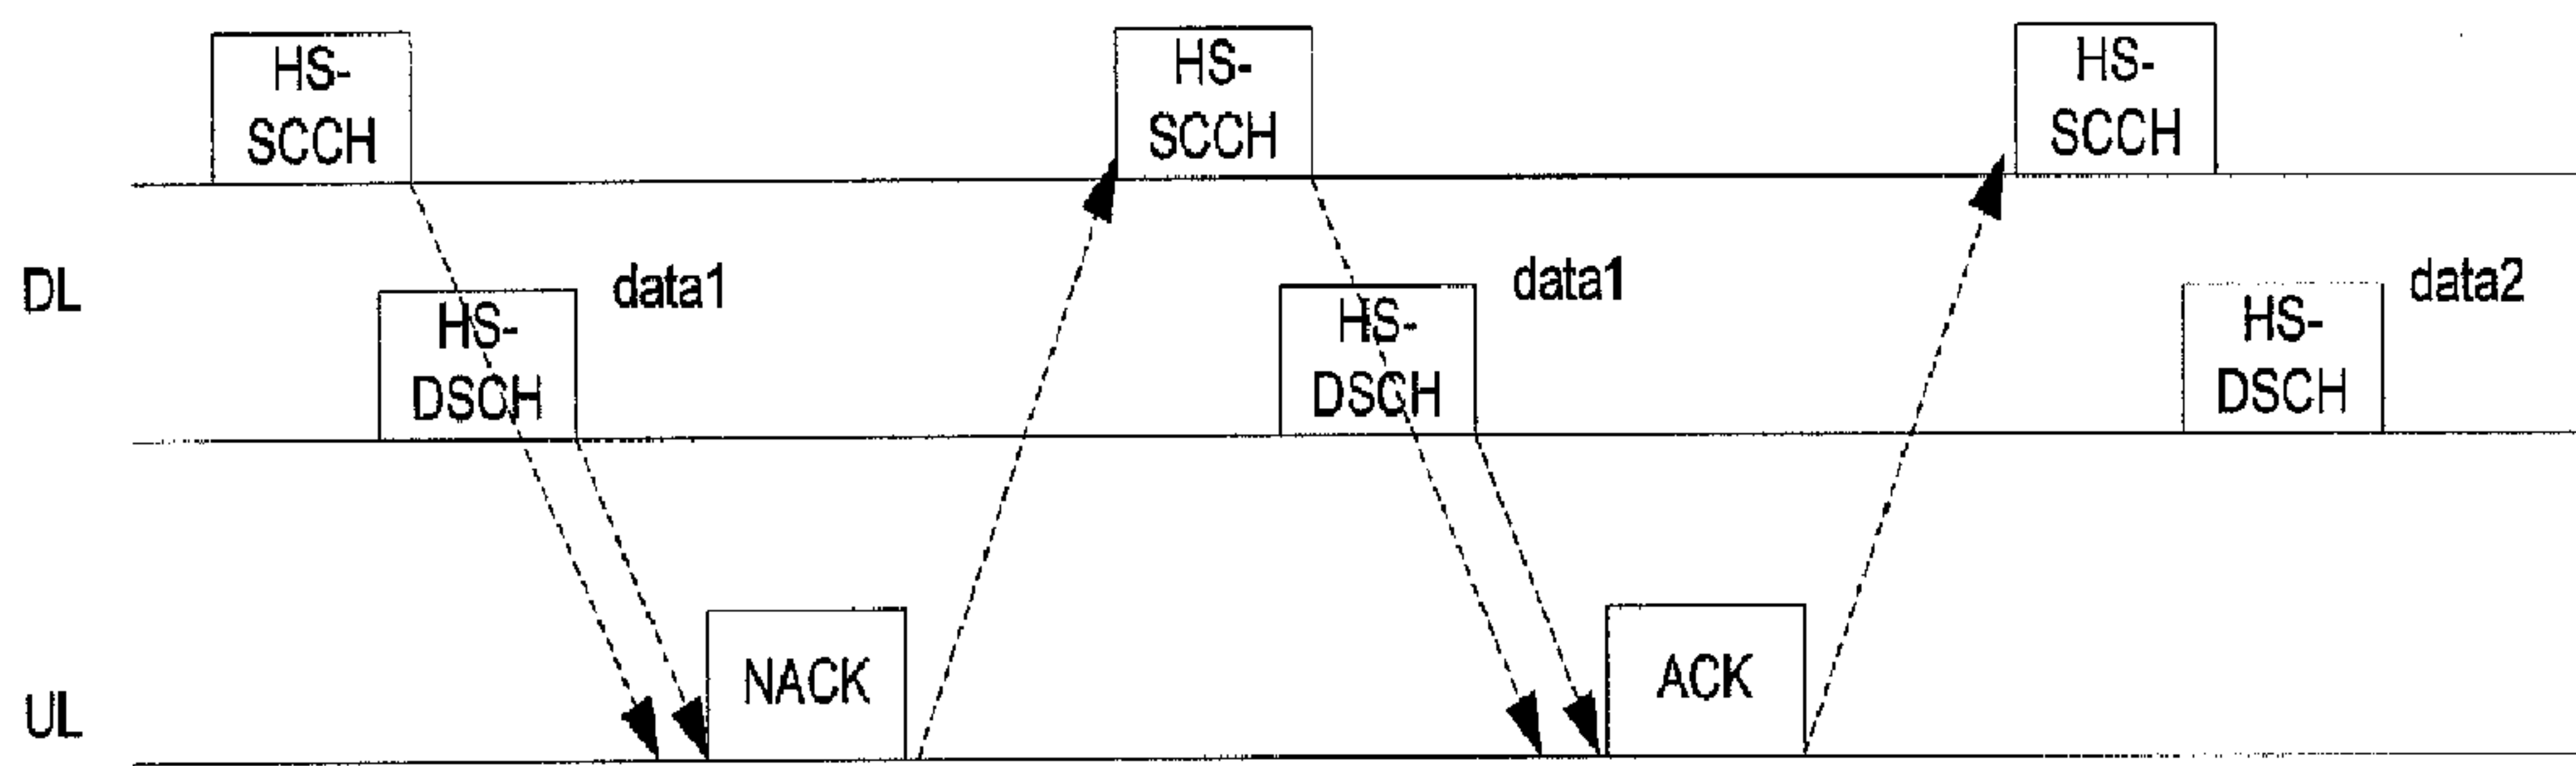 HS-
SCCH
HS-
SCCH
HS-
SCCH
DL
HS-
DSCH
data1
HS-
DSCH
data1
HS-
DSCH
data2
UL
NACK
ACK